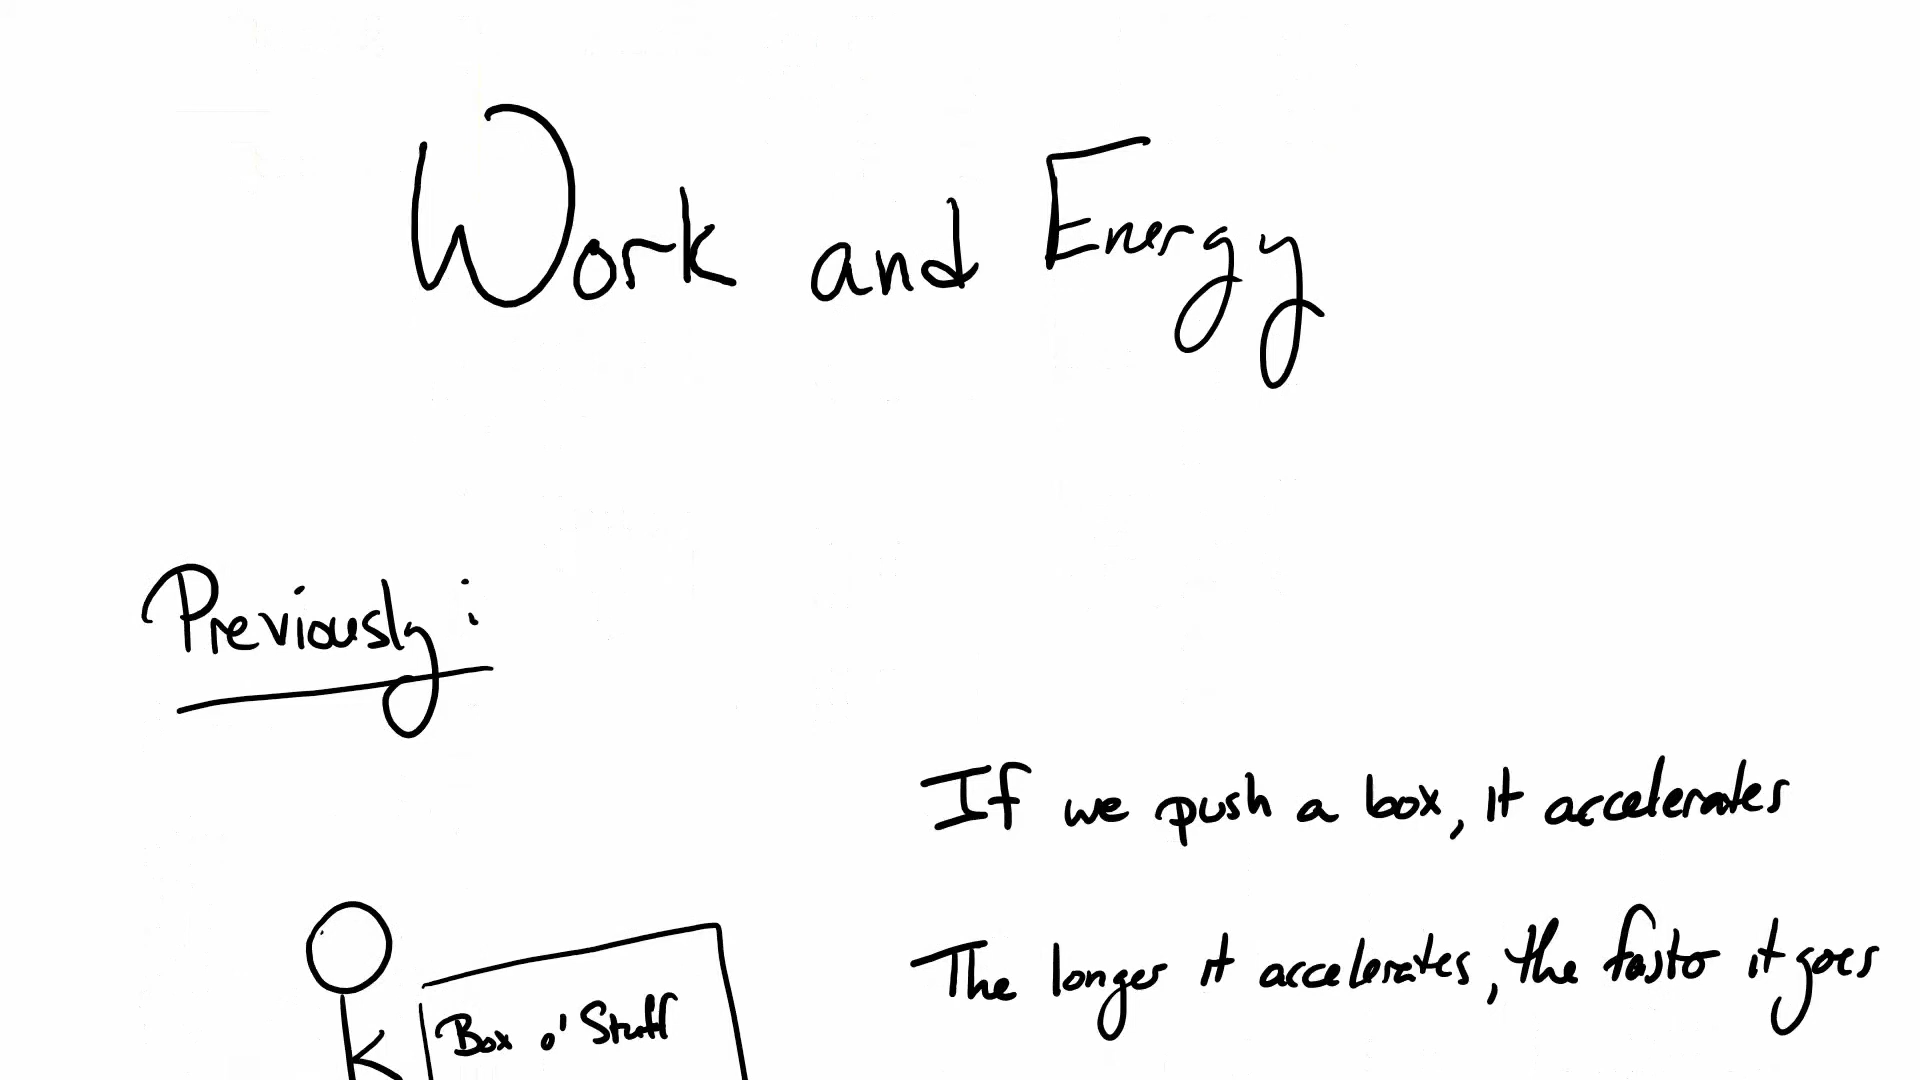 Work and Energy
Previously:
If we push a box, it accelerates
The longer it accelerates, the faster it goes
Box o' Stuff